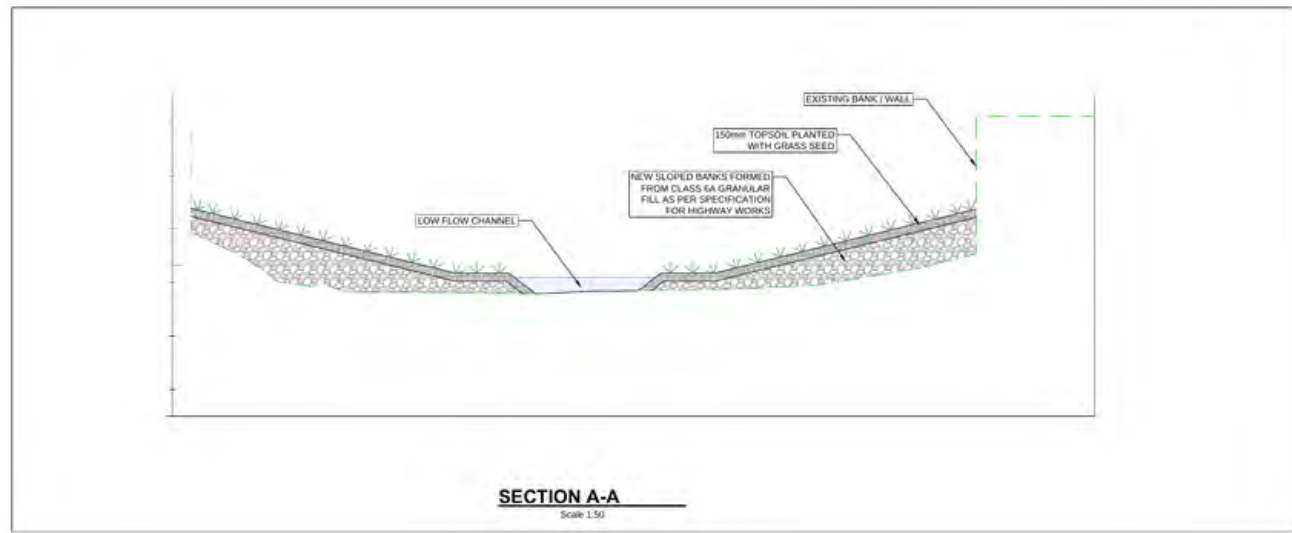 EXISTING BANK / WALL
150mm TOPSOIL PLANTED
WITH GRASS SEED
NEW SLOPED BANKS FORMED
FROM CLASS 6A GRANULAR
FILL AS PER SPECIFICATION
FOR HIGHWAY WORKS
LOW FLOW CHANNEL
SECTION A-A
Scale 1:50